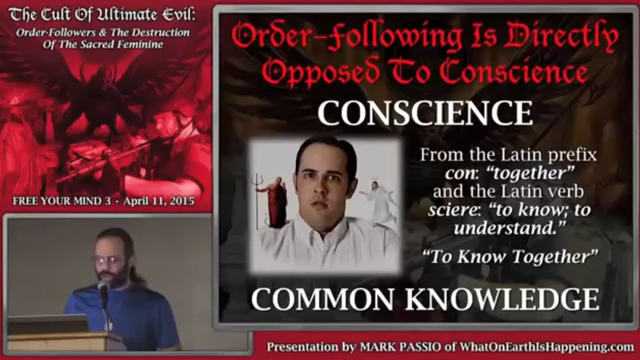 The Cult Of Ultimate Evil:
Order-Followers & The Destruction
Of The Sacred Feminine
FREE YOUR MIND 3 • April 11, 2015
Order-Following Is Directly
Opposed To Conscience
CONSCIENCE
From the Latin prefix
con: “together”
and the Latin verb
sciere: “to know; to
understand.”
“To Know Together”
COMMON KNOWLEDGE
Presentation by MARK PASSIO of WhatOnEarthIsHappening.com